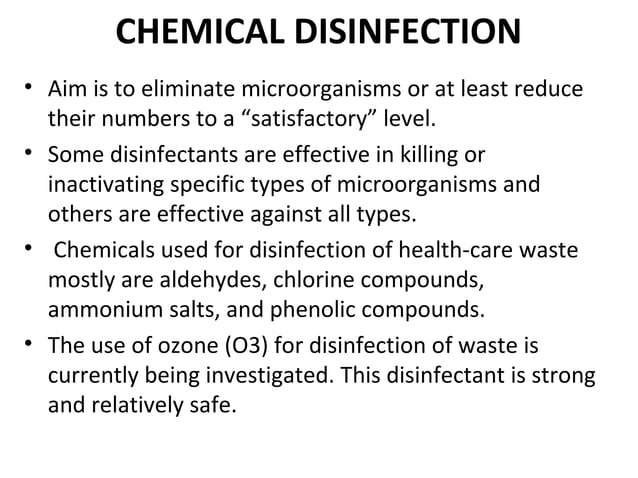 CHEMICAL DISINFECTION
• Aim is to eliminate microorganisms or at least reduce
their numbers to a “satisfactory” level.
• Some disinfectants are effective in killing or
inactivating specific types of microorganisms and
others are effective against all types.
• Chemicals used for disinfection of health-care waste
mostly are aldehydes, chlorine compounds,
ammonium salts, and phenolic compounds.
• The use of ozone (O3) for disinfection of waste is
currently being investigated. This disinfectant is strong
and relatively safe.